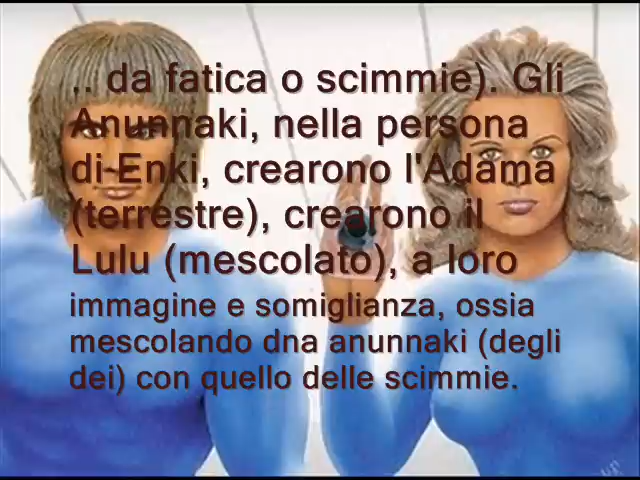 .. da fatica o scimmie). Gli
Anunnaki, nella persona
di Enki, crearono l'Adama
(terrestre), crearono il
Lulu (mescolato), a loro
immagine e somiglianza, ossia
mescolando dna anunnaki (degli
dei) con quello delle scimmie.